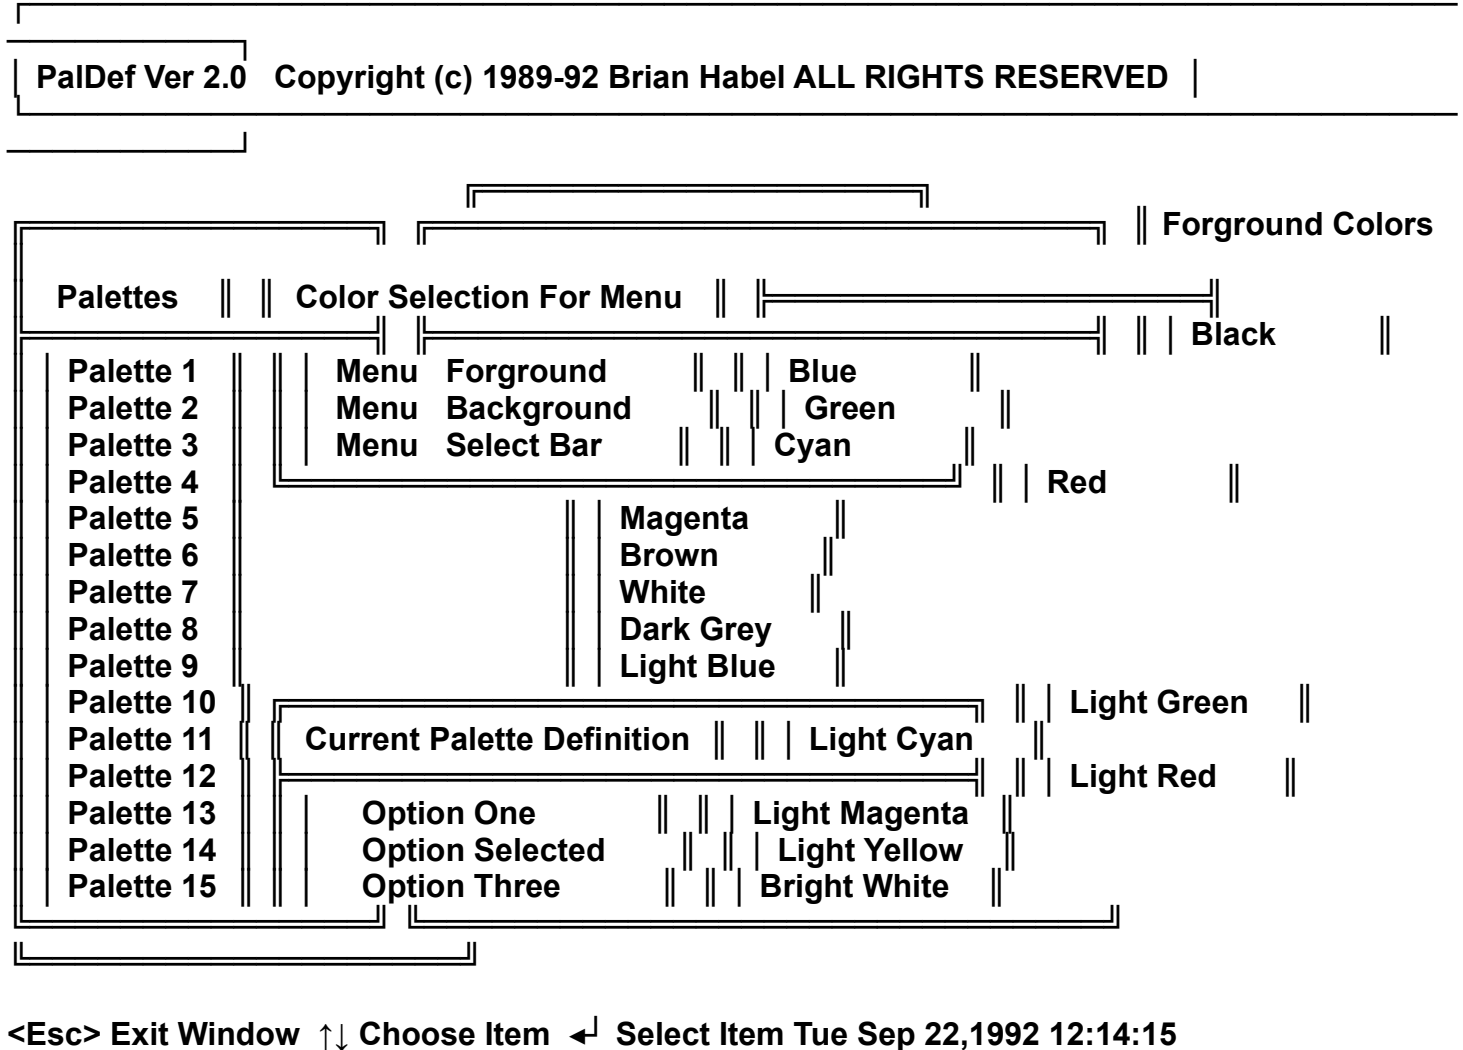 PalDef Ver 2.0 Copyright (c) 1989-92 Brian Habel ALL RIGHTS RESERVED
Forground Colors
Palettes Color Selection For Menu
Black
Palette 1 Menu Forground Blue
Palette 2 Menu Background Green
Palette 3 Menu Select Bar Cyan
Palette 4 Red
Palette 5 Magenta
Palette 6 Brown
Palette 7 White
Palette 8 Dark Grey
Palette 9 Light Blue
Palette 10 Light Green
Palette 11 Current Palette Definition Light Cyan
Palette 12 Light Red
Palette 13 Option One Light Magenta
Palette 14 Option Selected Light Yellow
Palette 15 Option Three Bright White
<Esc> Exit Window ↑↓ Choose Item ↵ Select Item Tue Sep 22,1992 12:14:15